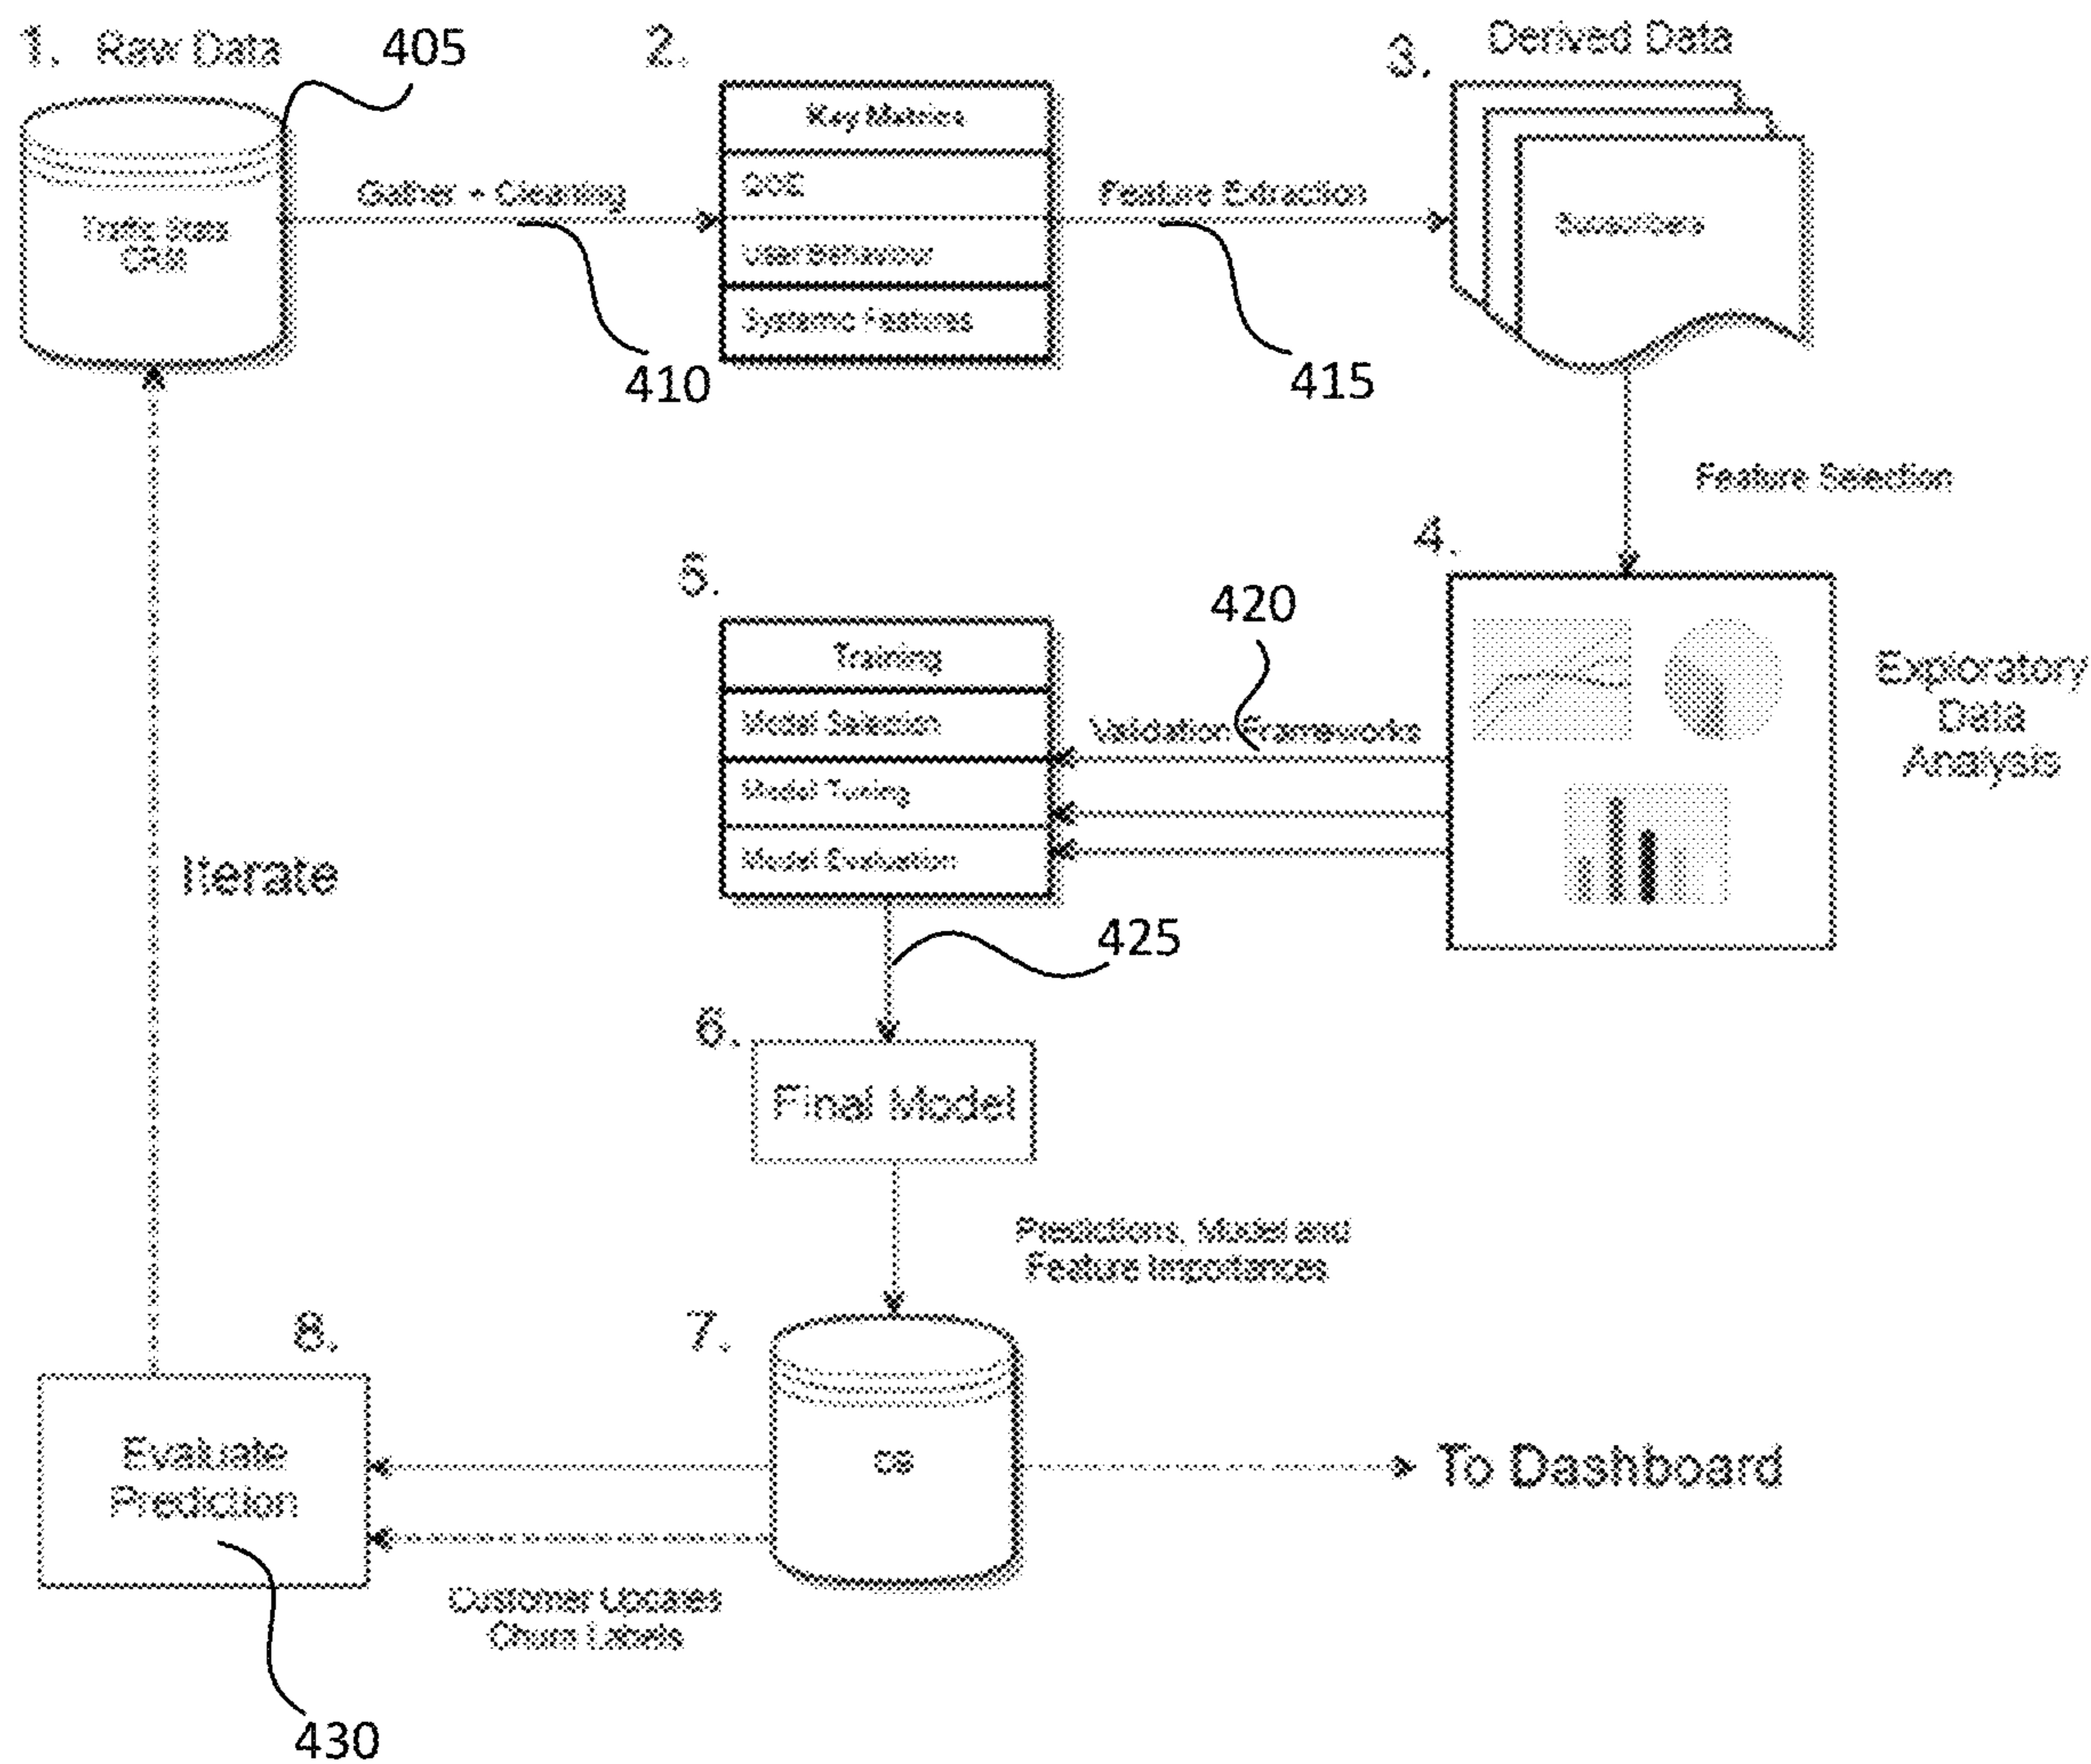 1. Raw Data
405
2.
3.
Derived Data
Traffic Stats
CRM
Gather + Cleaning
410
Key Metrics
QOE
User Behaviour
Systemic Features
Feature Extraction
415
Subscribers
Feature Selection
4.
Exploratory
Data
Analysis
420
Validation Frameworks
5.
Training
Model Selection
Model Tuning
Model Evaluation
425
Iterate
6.
Final Model
Predictions, Model and
Feature Importances
7.
DB
To Dashboard
8.
Evaluate
Prediction
Customer Updates
Churn Labels
430